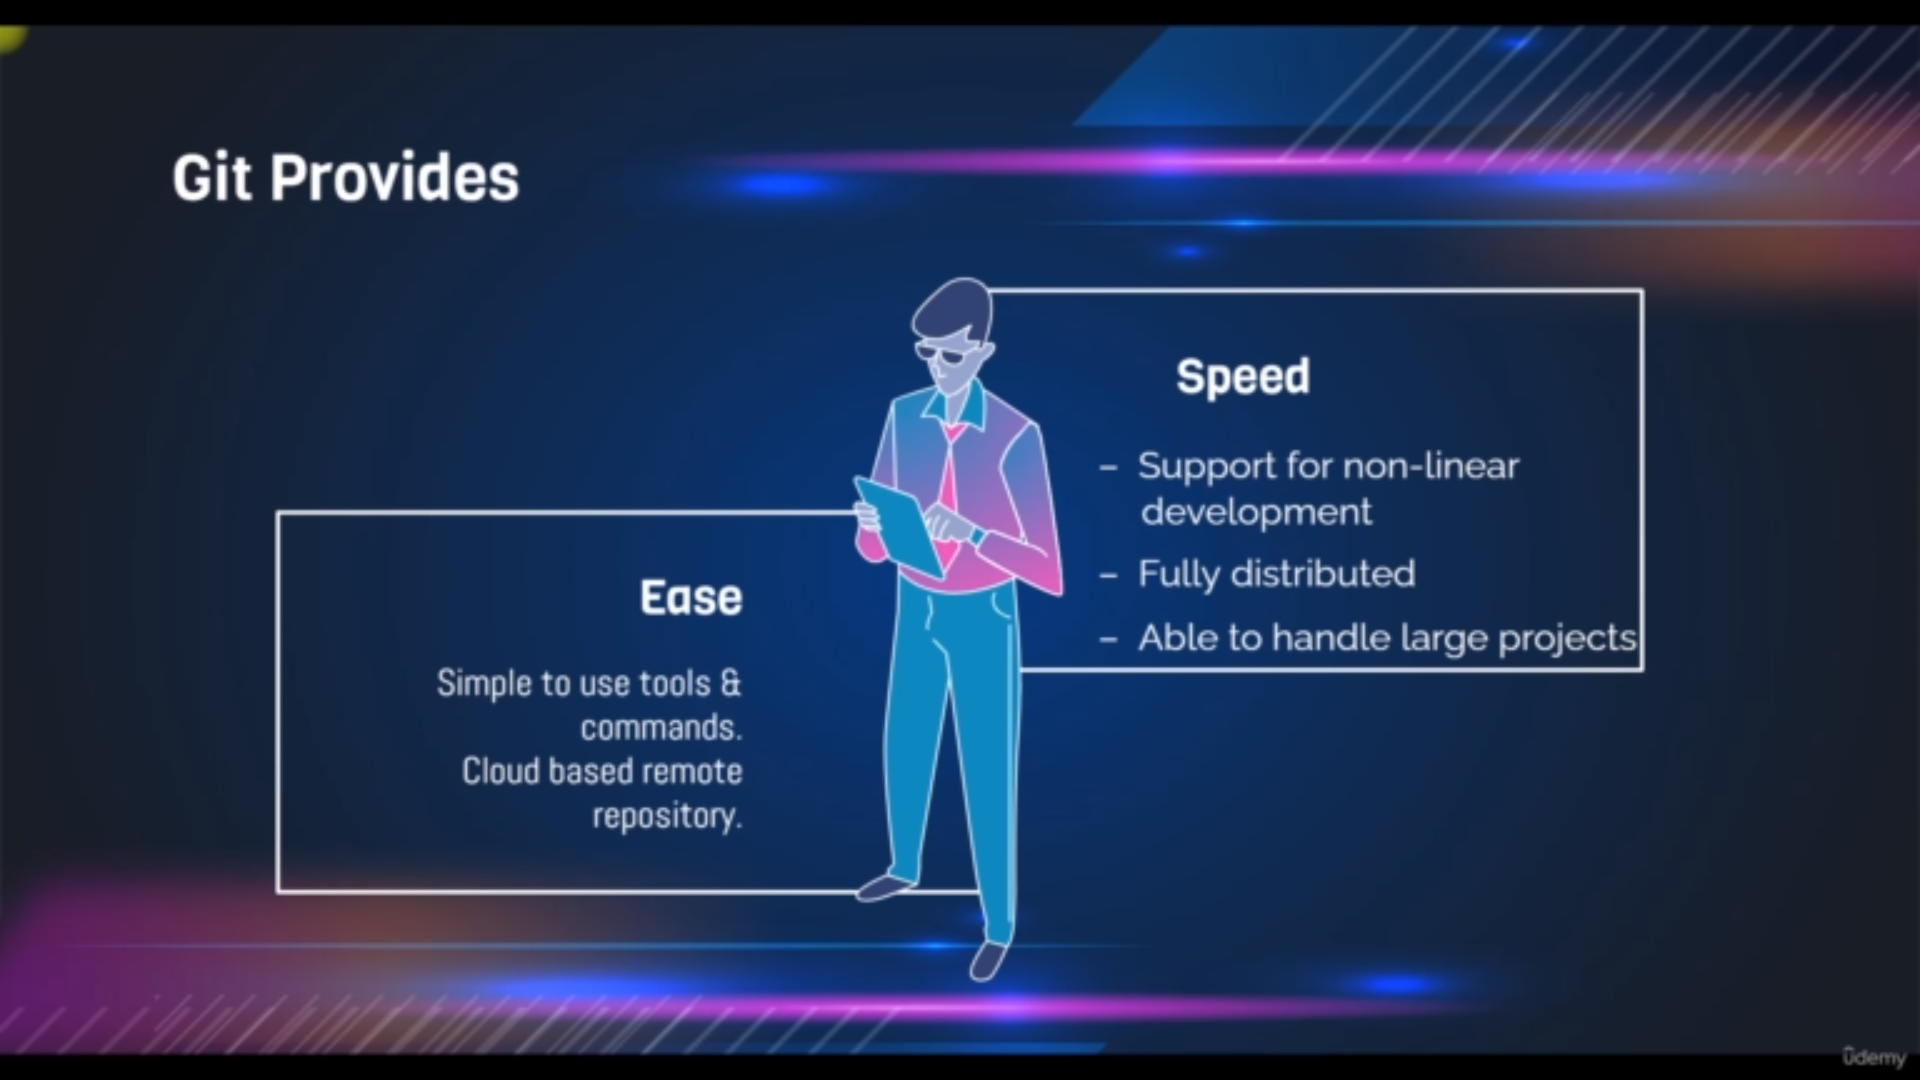 Git Provides
Speed
– Support for non-linear
development
– Fully distributed
– Able to handle large projects
Ease
Simple to use tools &
commands.
Cloud based remote
repository.
ûdemy